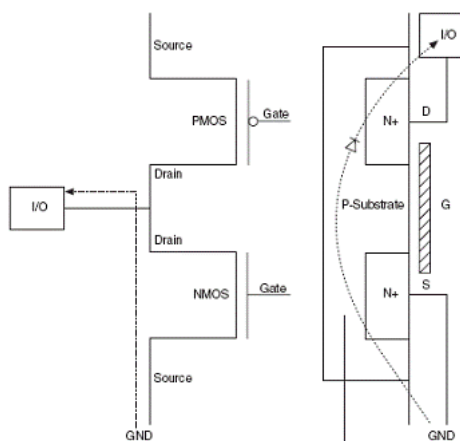 Source
PMOS
Gate
Drain
I/O
Drain
NMOS
Gate
Source
GND
I/O
D
N+
P-Substrate
G
S
N+
GND